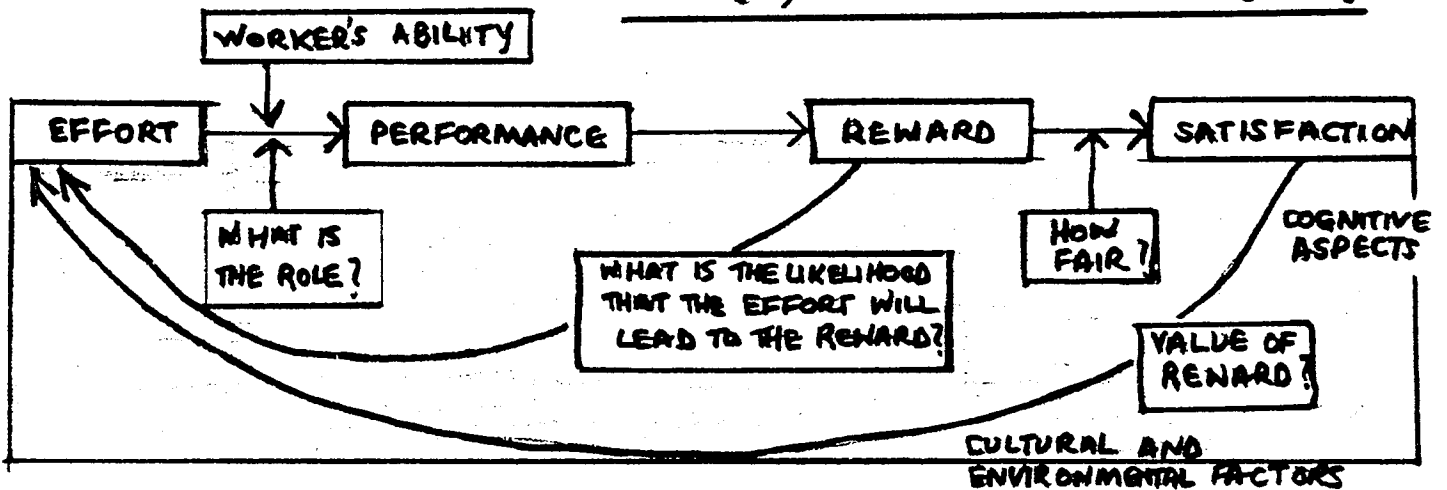 WORKER'S ABILITY
EFFORT
PERFORMANCE
REWARD
SATISFACTION
WHAT IS
THE ROLE?
WHAT IS THE LIKELIHOOD
THAT THE EFFORT WILL
LEAD TO THE REWARD?
HOW
FAIR?
COGNITIVE
ASPECTS
VALUE OF
REWARD?
CULTURAL AND
ENVIRONMENTAL FACTORS